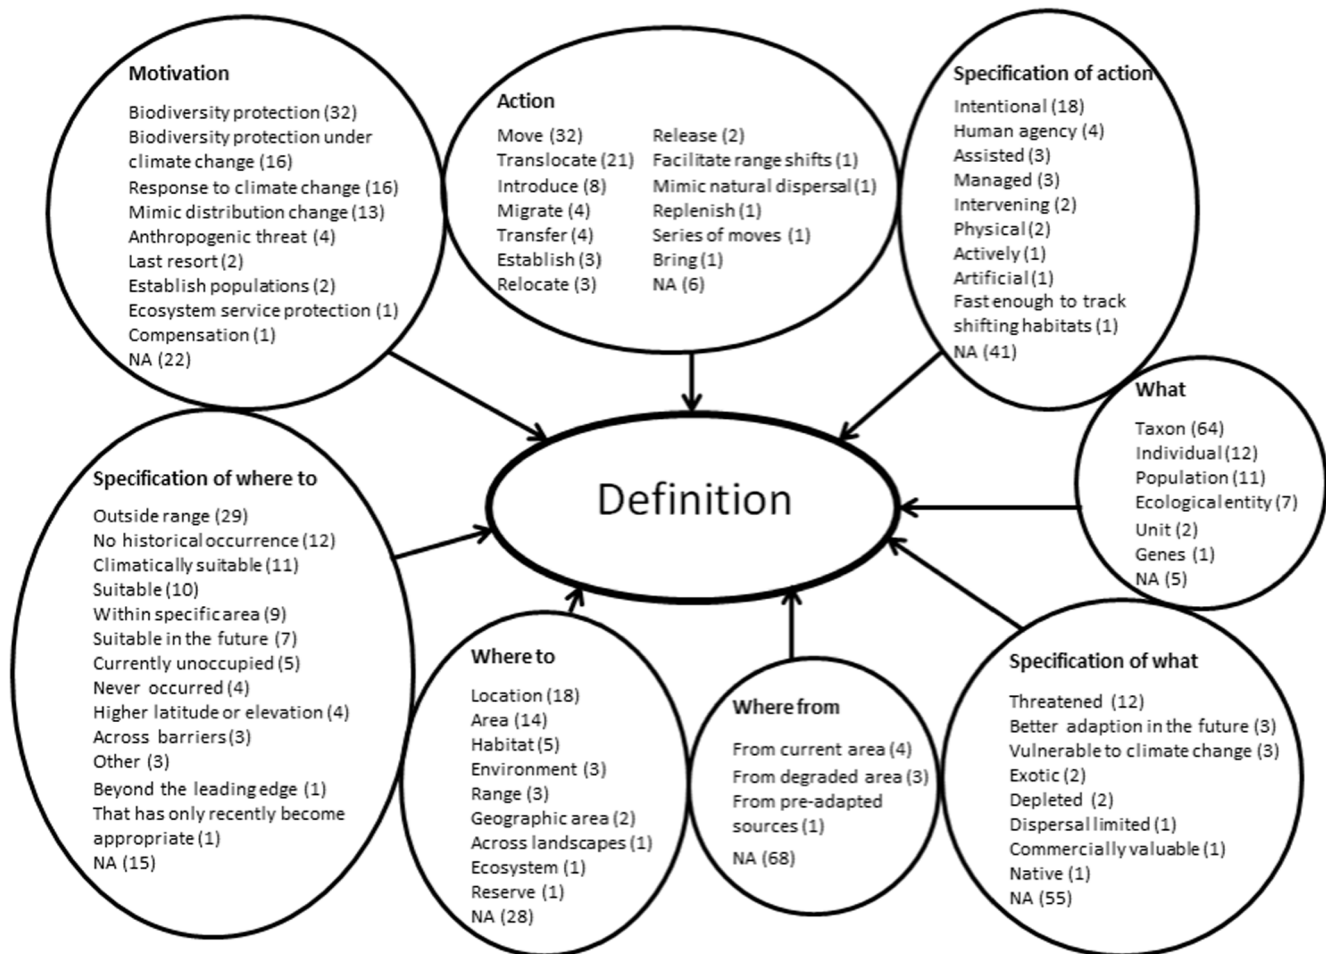 Motivation
Biodiversity protection (32)
Biodiversity protection under
climate change (16)
Response to climate change (16)
Mimic distribution change (13)
Anthropogenic threat (4)
Last resort (2)
Establish populations (2)
Ecosystem service protection (1)
Compensation (1)
NA (22)
Action
Move (32)
Translocate (21)
Introduce (8)
Migrate (4)
Transfer (4)
Establish (3)
Relocate (3)
Release (2)
Facilitate range shifts (1)
Mimic natural dispersal (1)
Replenish (1)
Series of moves (1)
Bring (1)
NA (6)
Specification of action
Intentional (18)
Human agency (4)
Assisted (3)
Managed (3)
Intervening (2)
Physical (2)
Actively (1)
Artificial (1)
Fast enough to track
shifting habitats (1)
NA (41)
What
Taxon (64)
Individual (12)
Population (11)
Ecological entity (7)
Unit (2)
Genes (1)
NA (5)
Definition
Specification of where to
Outside range (29)
No historical occurrence (12)
Climatically suitable (11)
Suitable (10)
Within specific area (9)
Suitable in the future (7)
Currently unoccupied (5)
Never occurred (4)
Higher latitude or elevation (4)
Across barriers (3)
Other (3)
Beyond the leading edge (1)
That has only recently become
appropriate (1)
NA (15)
Where to
Location (18)
Area (14)
Habitat (5)
Environment (3)
Range (3)
Geographic area (2)
Across landscapes (1)
Ecosystem (1)
Reserve (1)
NA (28)
Where from
From current area (4)
From degraded area (3)
From pre-adapted
sources (1)
NA (68)
Specification of what
Threatened (12)
Better adaption in the future (3)
Vulnerable to climate change (3)
Exotic (2)
Depleted (2)
Dispersal limited (1)
Commercially valuable (1)
Native (1)
NA (55)